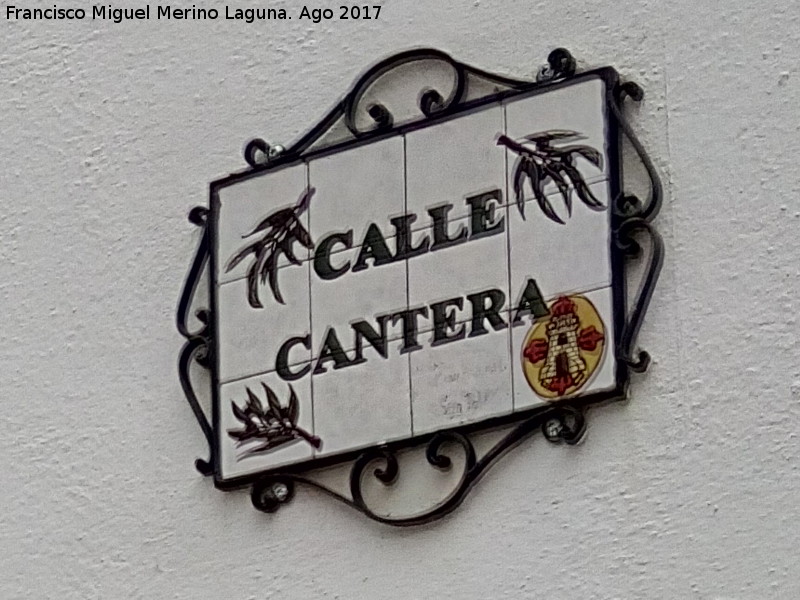 Francisco Miguel Merino Laguna. Ago 2017
CALLE
CANTERA